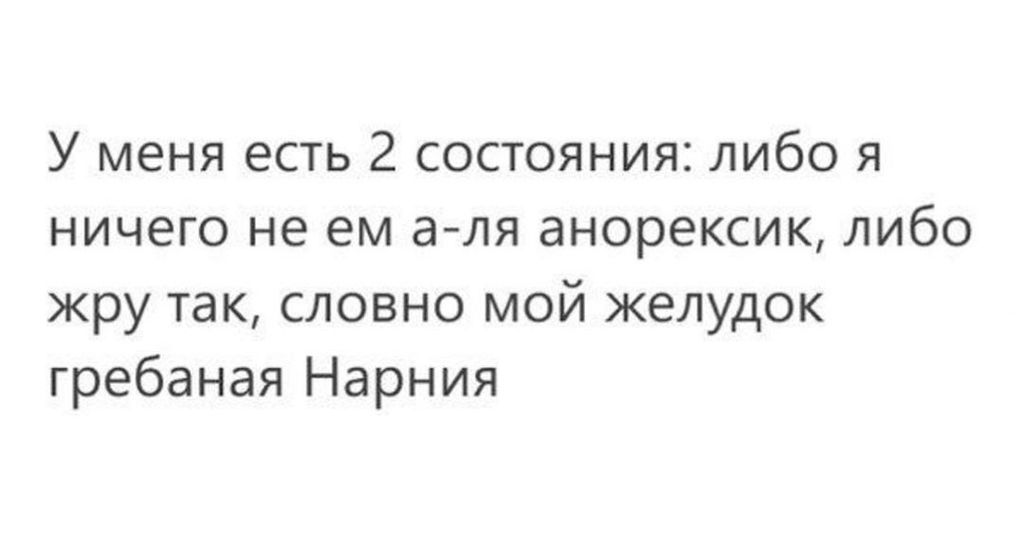 У меня есть 2 состояния: либо я
ничего не ем а-ля анорексик, либо
жру так, словно мой желудок
гребаная Нарния